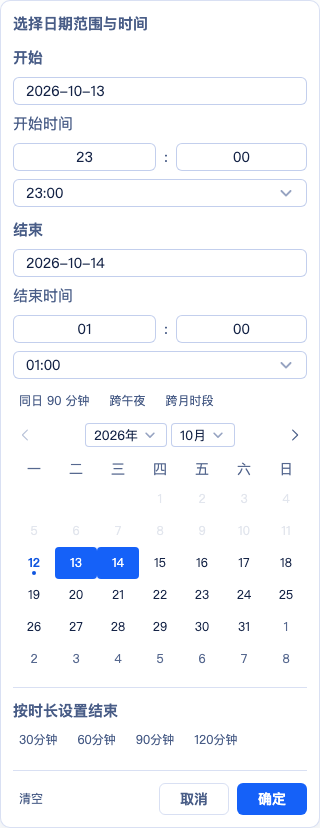 选择日期范围与时间
开始
2026-10-13
开始时间
23 : 00
23:00
结束
2026-10-14
结束时间
01 : 00
01:00
同日 90 分钟 跨午夜 跨月时段
2026年 10月
一 二 三 四 五 六 日
1 2 3 4
5 6 7 8 9 10 11
12 13 14 15 16 17 18
19 20 21 22 23 24 25
26 27 28 29 30 31 1
2 3 4 5 6 7 8
按时长设置结束
30分钟 60分钟 90分钟 120分钟
清空 取消 确定